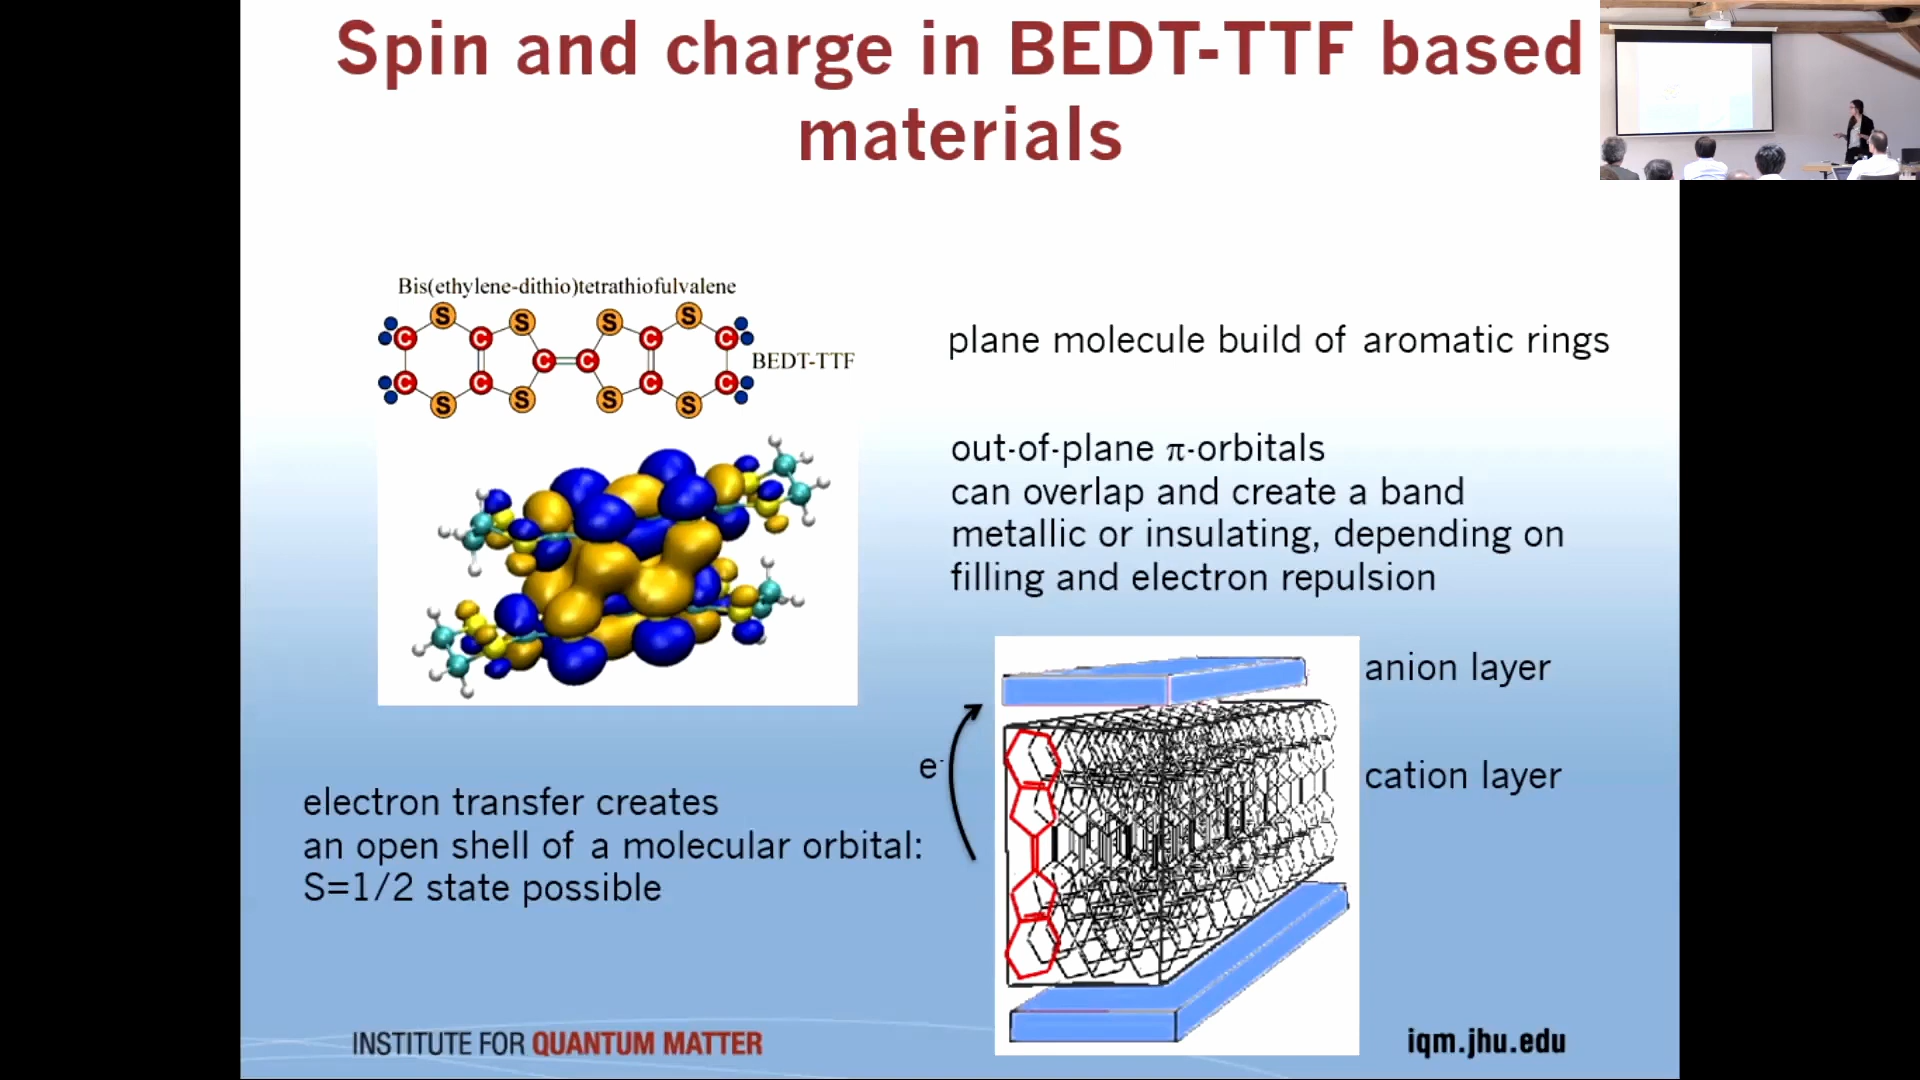 Spin and charge in BEDT-TTF based
materials
Bis(ethylene-dithio)tetrathiofulvalene
S S S S
C C C C
C C
BEDT-TTF
C C C C
S S S S
plane molecule build of aromatic rings
out-of-plane π-orbitals
can overlap and create a band
metallic or insulating, depending on
filling and electron repulsion
anion layer
e-
cation layer
electron transfer creates
an open shell of a molecular orbital:
S=1/2 state possible
INSTITUTE FOR QUANTUM MATTER
iqm.jhu.edu